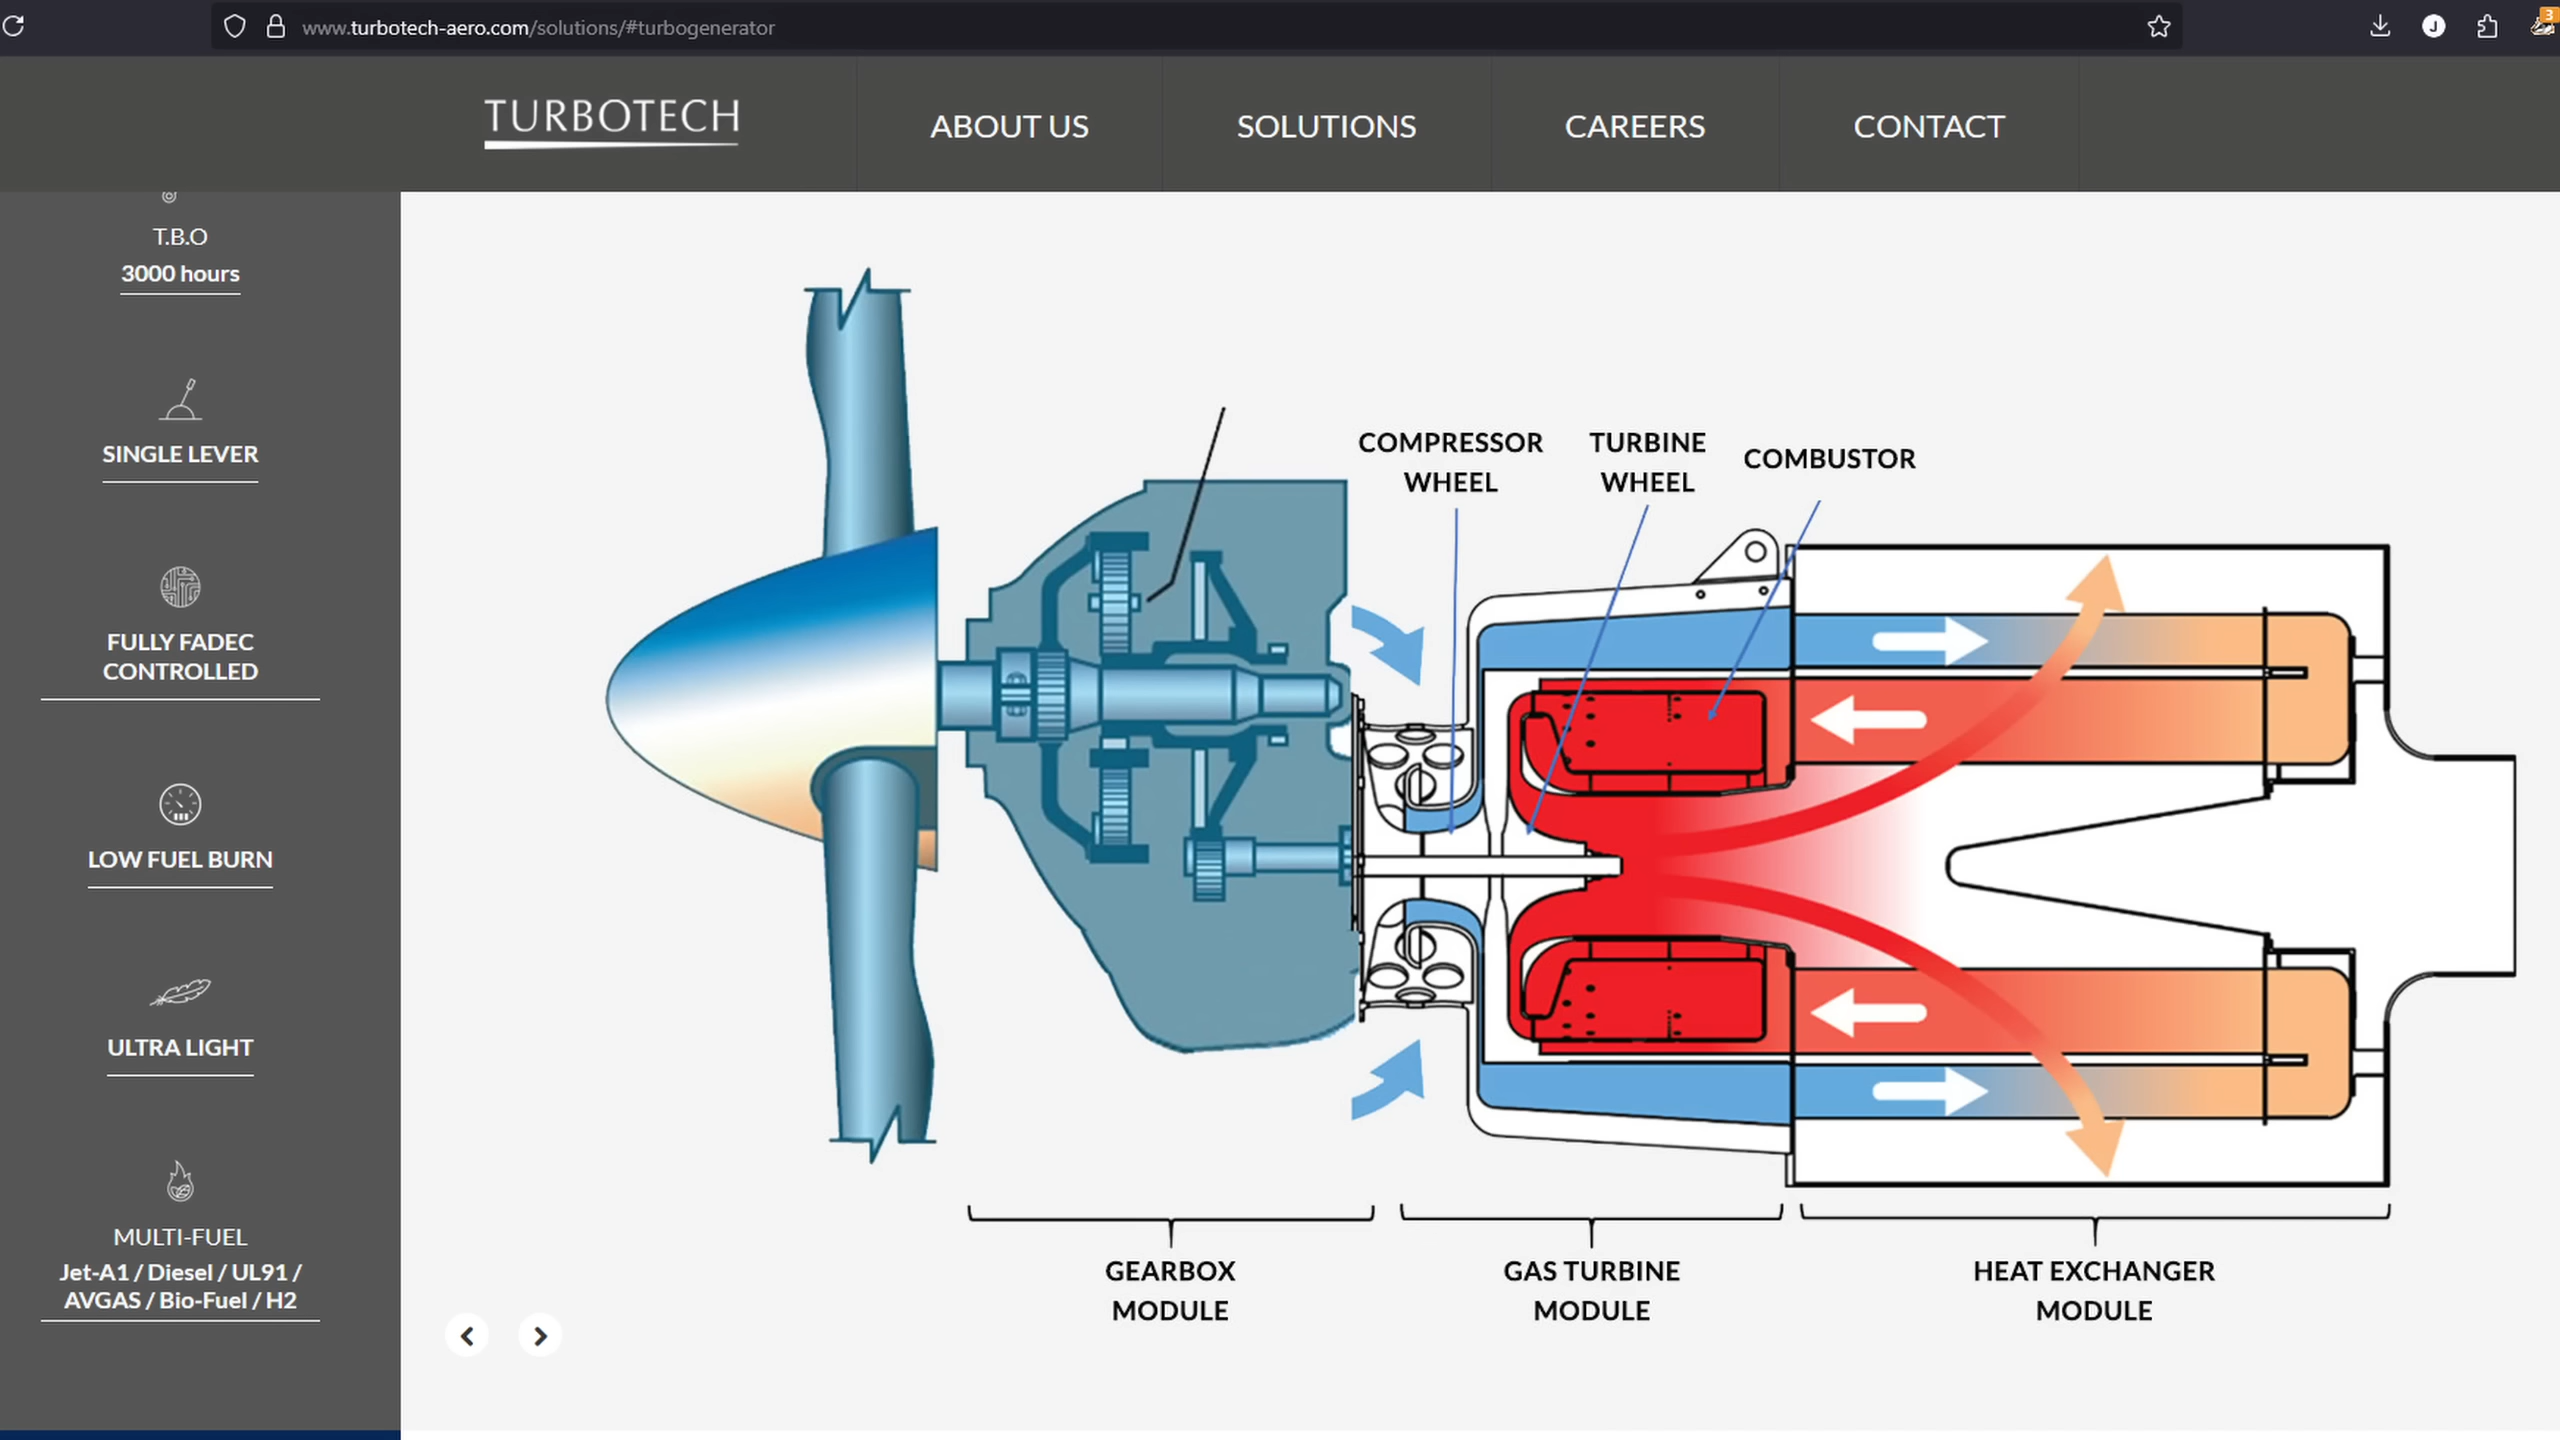 www.turbotech-aero.com/solutions/#turbogenerator
J
3
TURBOTECH
ABOUT US
SOLUTIONS
CAREERS
CONTACT
T.B.O
3000 hours
SINGLE LEVER
FULLY FADEC
CONTROLLED
LOW FUEL BURN
ULTRA LIGHT
MULTI-FUEL
Jet-A1 / Diesel / UL91 /
AVGAS / Bio-Fuel / H2
COMPRESSOR
WHEEL
TURBINE
WHEEL
COMBUSTOR
GEARBOX
MODULE
GAS TURBINE
MODULE
HEAT EXCHANGER
MODULE